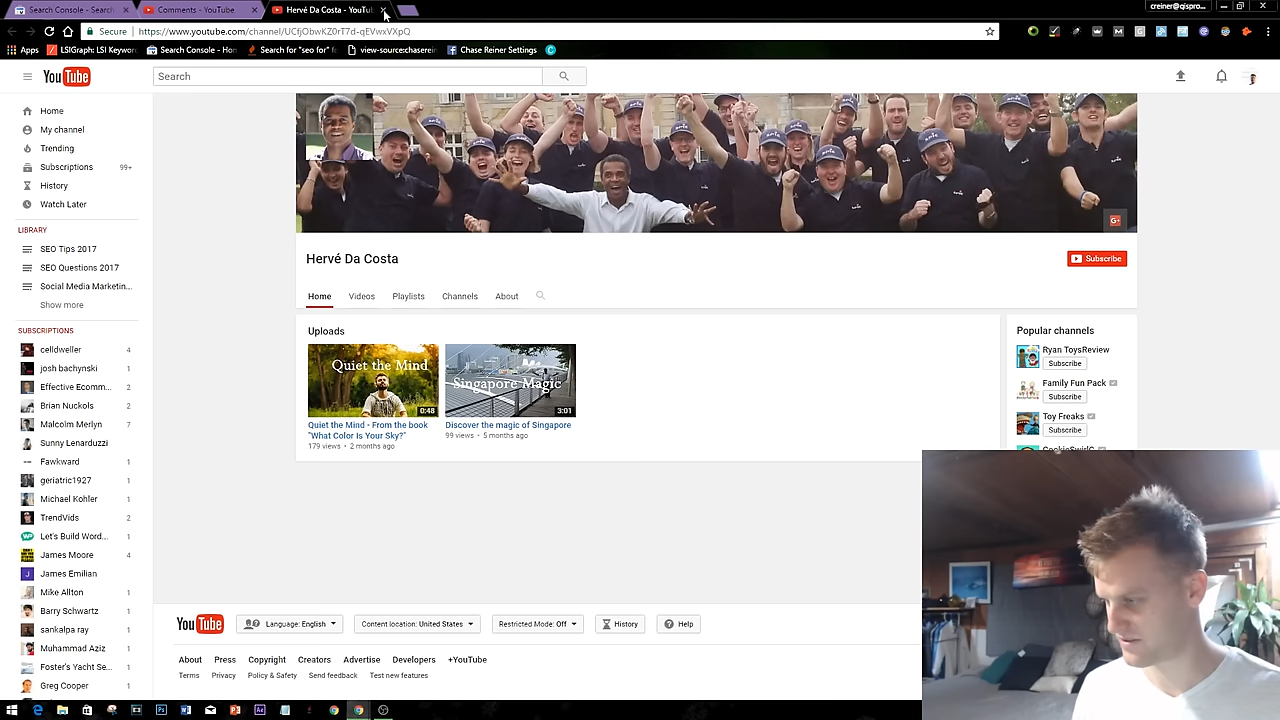 Search Console - Search
Comments - YouTube
Hervé Da Costa - YouTub
creiner@qispro...
Secure
https://www.youtube.com/channel/UCfjObwKZ0rT7d-qEVwxVXpQ
Apps
LSIGraph: LSI Keywor
Search Console - Hom
Search for "seo for" f
view-source:chaserein
Chase Reiner Settings
YouTube
Search
Home
My channel
Trending
Subscriptions 99+
History
Watch Later
LIBRARY
SEO Tips 2017
SEO Questions 2017
Social Media Marketin...
Show more
SUBSCRIPTIONS
celldweller 4
josh bachynski 1
Effective Ecomm... 2
Brian Nuckols 2
Malcolm Merlyn 7
Sunny Lenarduzzi
Fawkward 1
geriatric1927 1
Michael Kohler 1
TrendVids 2
Let's Build Word... 1
James Moore 4
James Emilian
Mike Allton 1
Barry Schwartz 1
sankalpa ray 1
Muhammad Aziz 1
Foster's Yacht Se... 1
Greg Cooper 1
G+
Hervé Da Costa
Subscribe
Home
Videos
Playlists
Channels
About
Uploads
Quiet the Mind
0:48
Quiet the Mind - From the book
"What Color Is Your Sky?"
179 views • 2 months ago
Singapore Magic
3:01
Discover the magic of Singapore
99 views • 5 months ago
Popular channels
Ryan ToysReview
Subscribe
Family Fun Pack
Subscribe
Toy Freaks
Subscribe
YouTube
Language: English
Content location: United States
Restricted Mode: Off
History
Help
About
Press
Copyright
Creators
Advertise
Developers
+YouTube
Terms
Privacy
Policy & Safety
Send feedback
Test new features